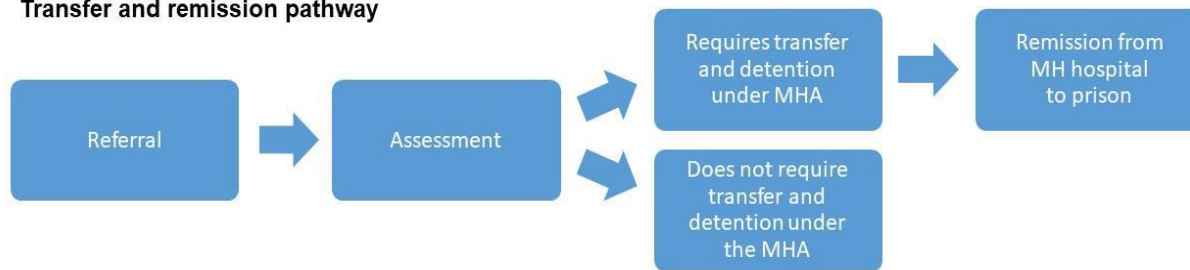 Transfer and remission pathway
Referral
Assessment
Requires transfer
and detention
under MHA
Remission from
MH hospital
to prison
Does not require
transfer and
detention under
the MHA